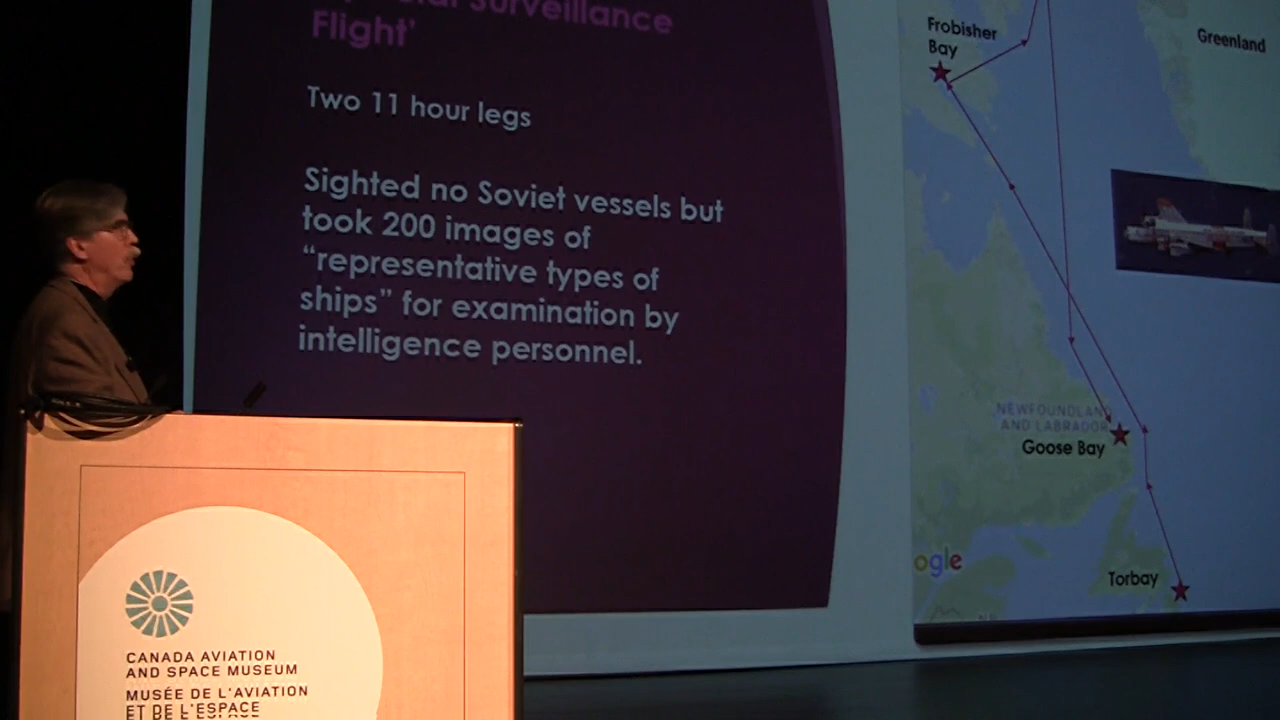 Surveillance
Flight'
Two 11 hour legs
Sighted no Soviet vessels but
took 200 images of
“representative types of
ships” for examination by
intelligence personnel.
Frobisher
Bay
Greenland
NEWFOUNDLAND
AND LABRADOR
Goose Bay
ogle
Torbay
CANADA AVIATION
AND SPACE MUSEUM
MUSÉE DE L'AVIATION
ET DE L'ESPACE